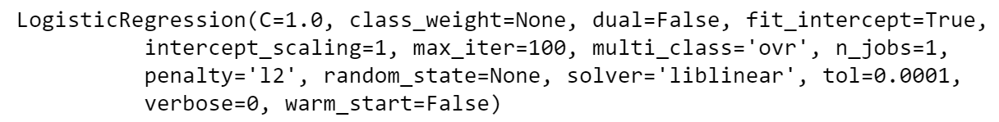 LogisticRegression(C=1.0, class_weight=None, dual=False, fit_intercept=True,
intercept_scaling=1, max_iter=100, multi_class='ovr', n_jobs=1,
penalty='l2', random_state=None, solver='liblinear', tol=0.0001,
verbose=0, warm_start=False)